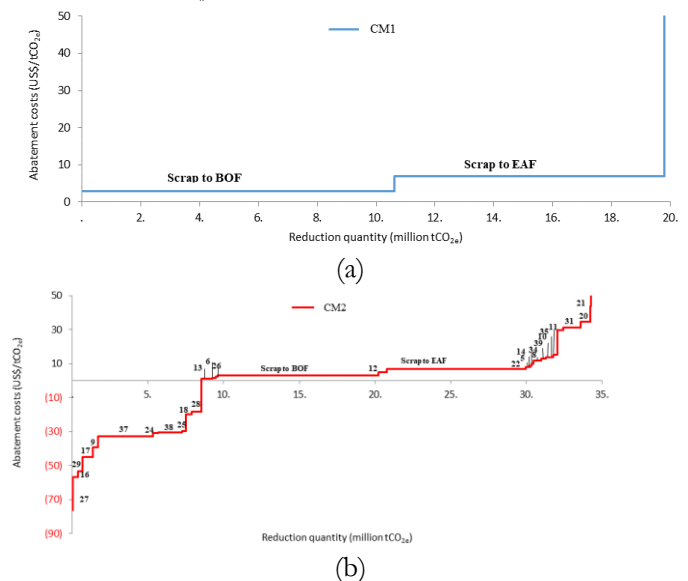 Abatement costs (US$/tCO2e)
50
40
30
20
10
0
CM1
Scrap to BOF
Scrap to EAF
. 2. 4. 6. 8. 10. 12. 14. 16. 18. 20.
Reduction quantity (million tCO2e)
(a)
Abatement costs (US$/tCO2e)
50
30
10
(10)
(30)
(50)
(70)
(90)
CM2
27
29
16
17
9
37
24
38
25
18
28
13
6
26
Scrap to BOF
12
Scrap to EAF
22
5
14
34
39
10
35
11
31
20
21
5. 10. 15. 20. 25. 30. 35.
Reduction quantity (million tCO2e)
(b)